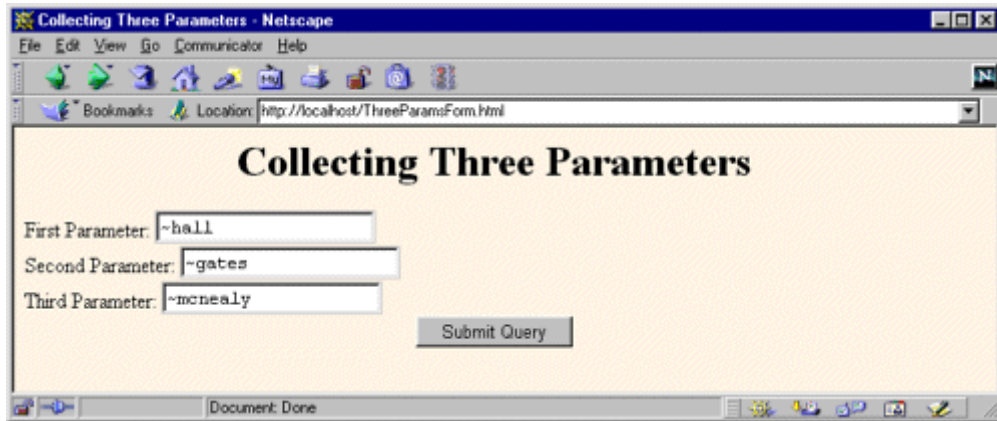 Collecting Three Parameters - Netscape
File Edit View Go Communicator Help
Bookmarks Location: http://localhost/ThreeParamsForm.html
Collecting Three Parameters
First Parameter: ~hall
Second Parameter: ~gates
Third Parameter: ~mcnealy
Submit Query
Document: Done